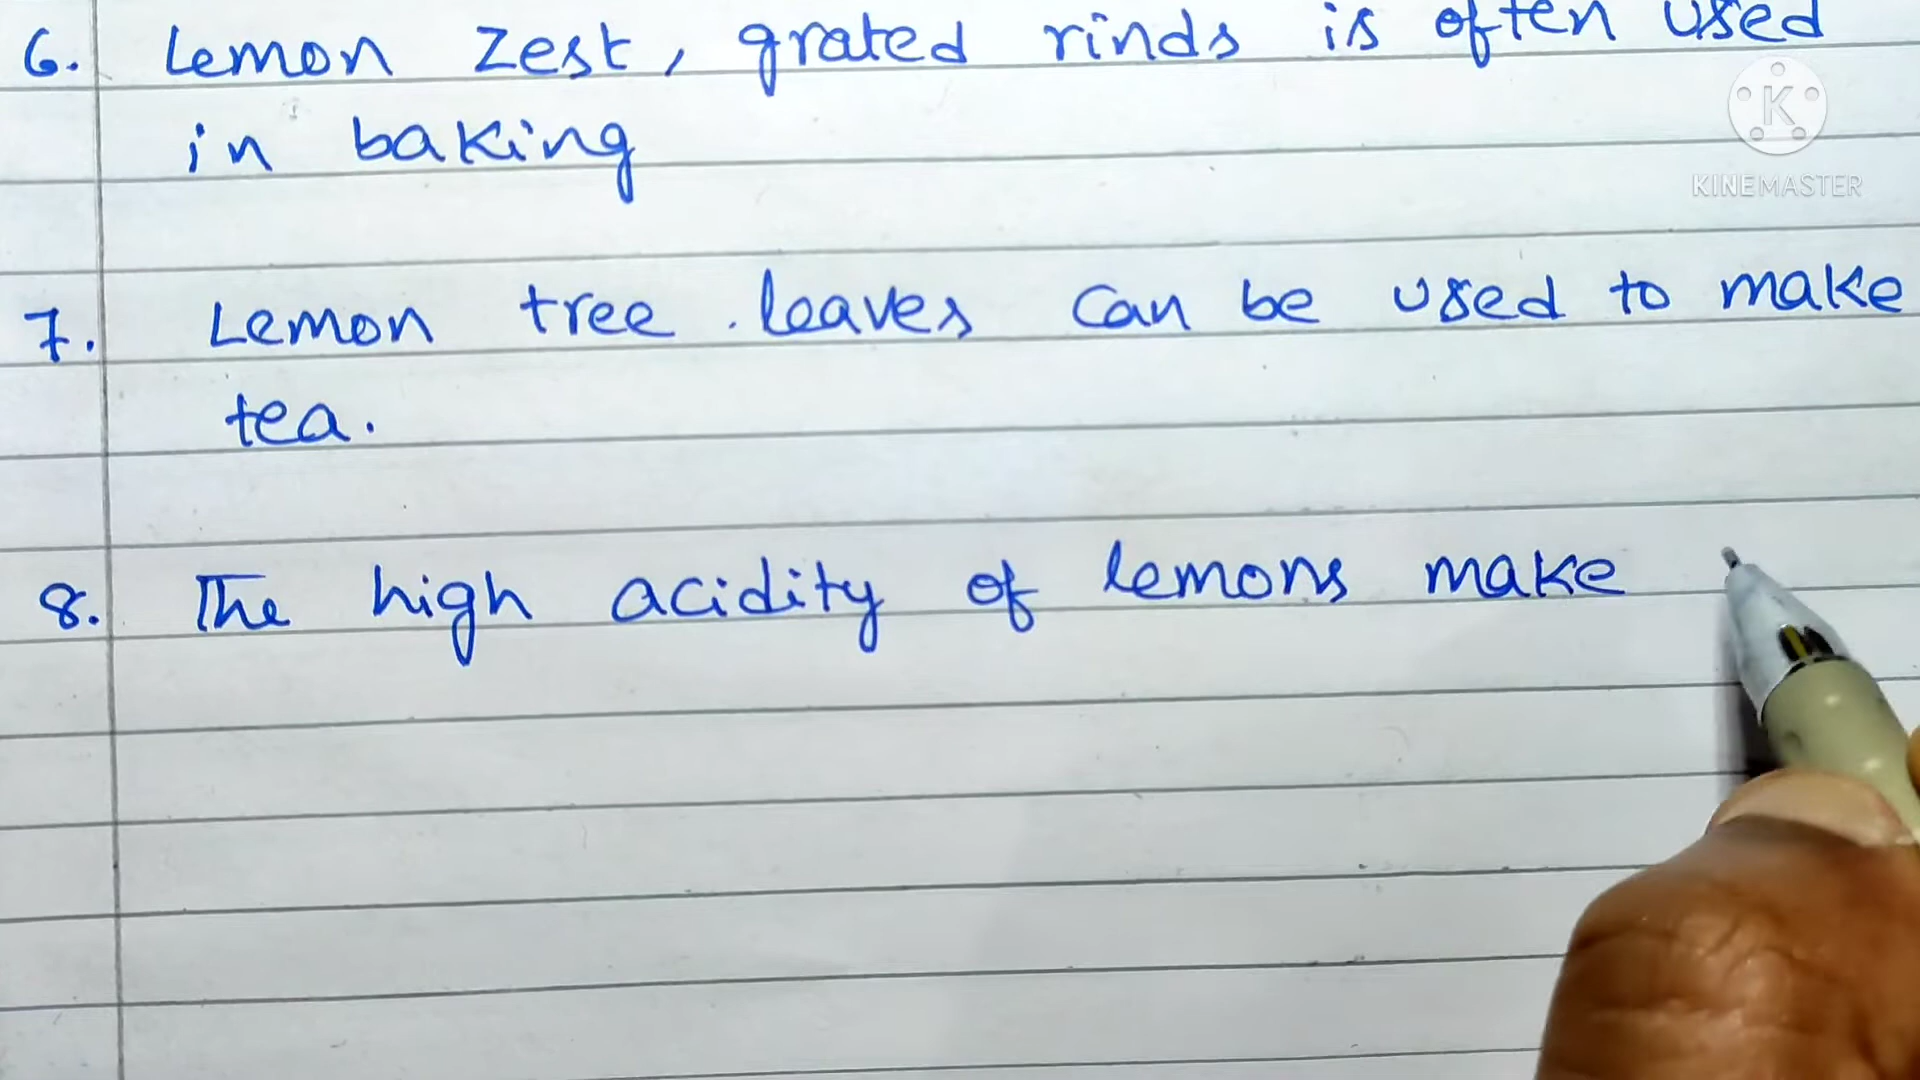 6. Lemon zest, grated rinds is often used
in baking
7. Lemon tree leaves can be used to make
tea.
8. The high acidity of lemons make
K
KINEMASTER